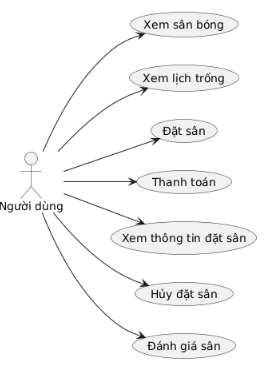 Xem sân bóng
Xem lịch trống
Đặt sân
Thanh toán
Người dùng
Xem thông tin đặt sân
Hủy đặt sân
Đánh giá sân